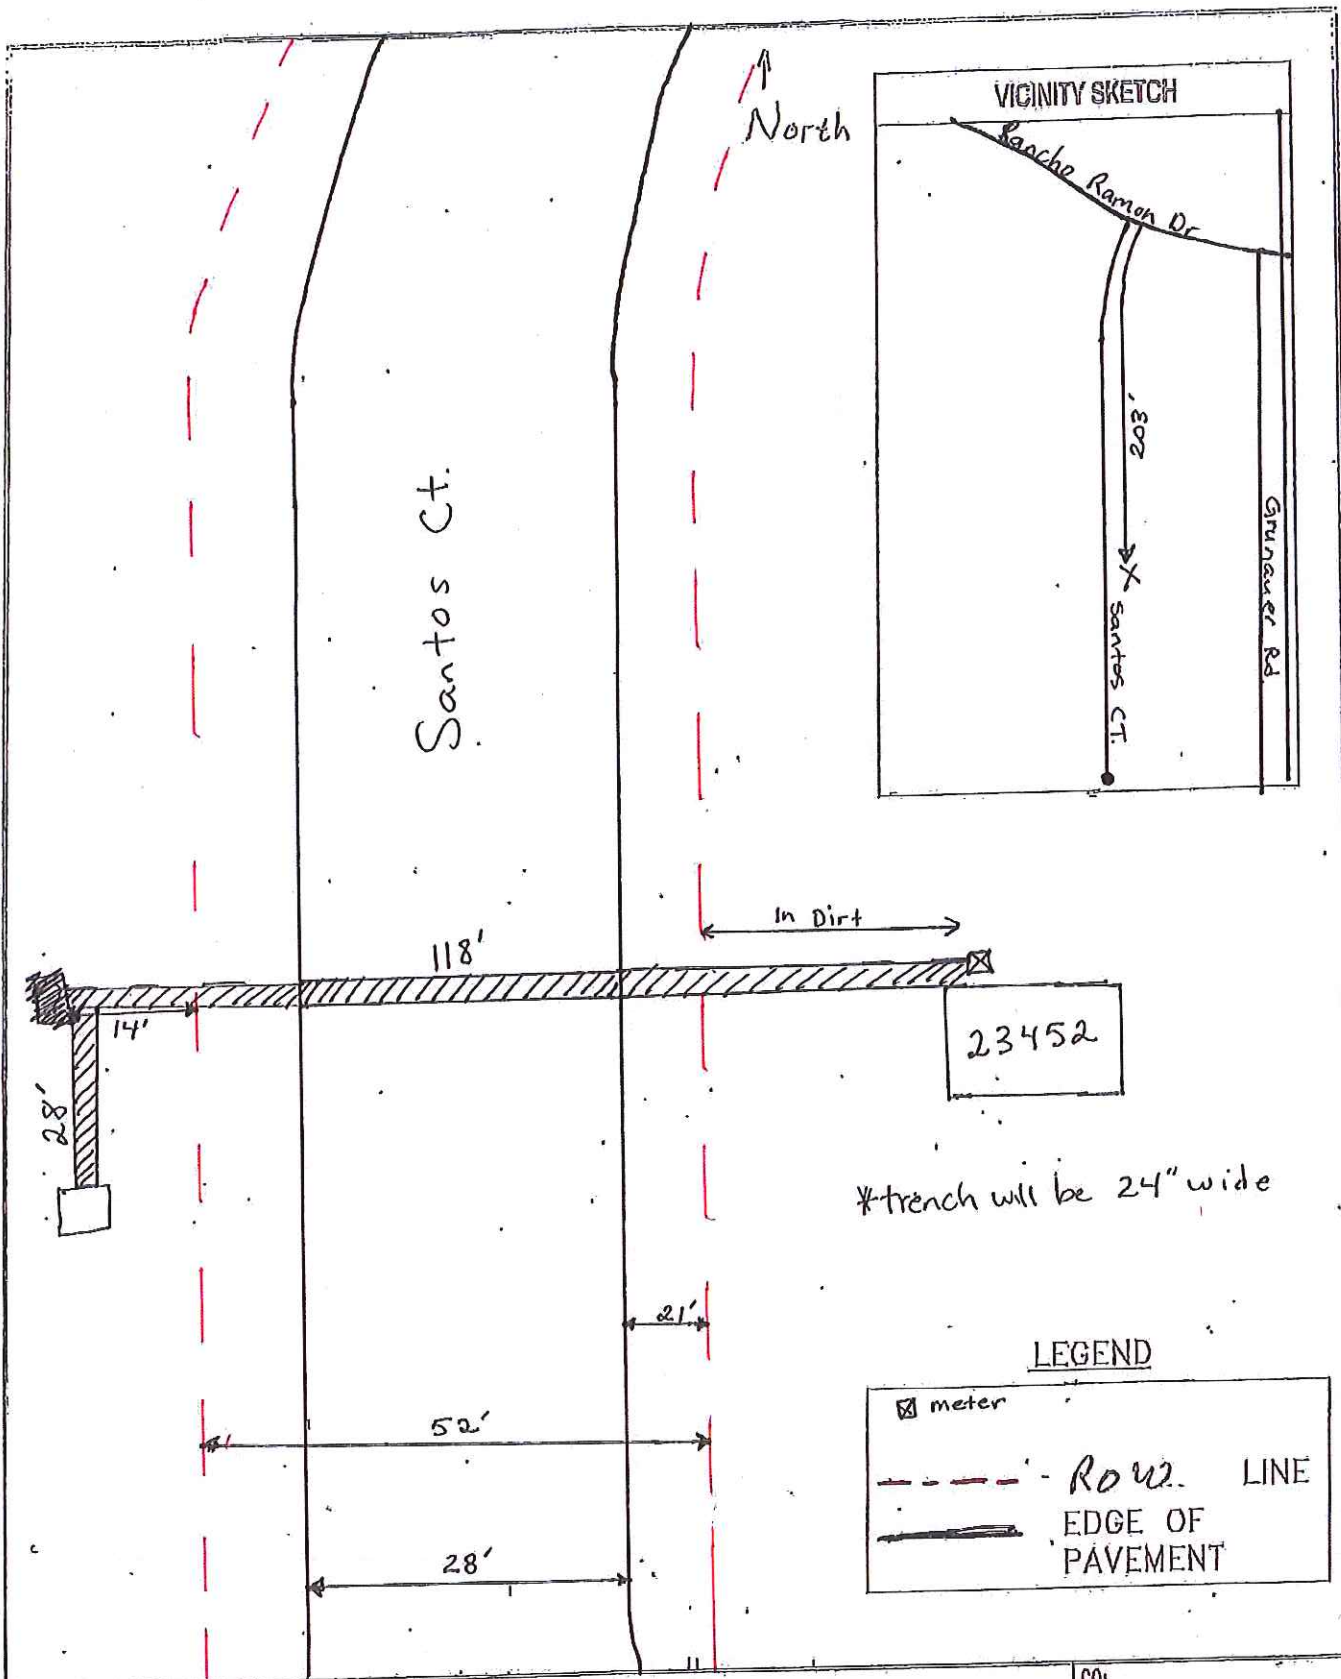 North
VICINITY SKETCH
Rancho Ramon Dr
.302
X
Santos CT.
Grunauer Rd
Santos Ct.
In Dirt
118'
14'
28'
23452
*trench will be 24" wide
21'
52'
28'
LEGEND
meter
- ROW. LINE
EDGE OF
PAVEMENT